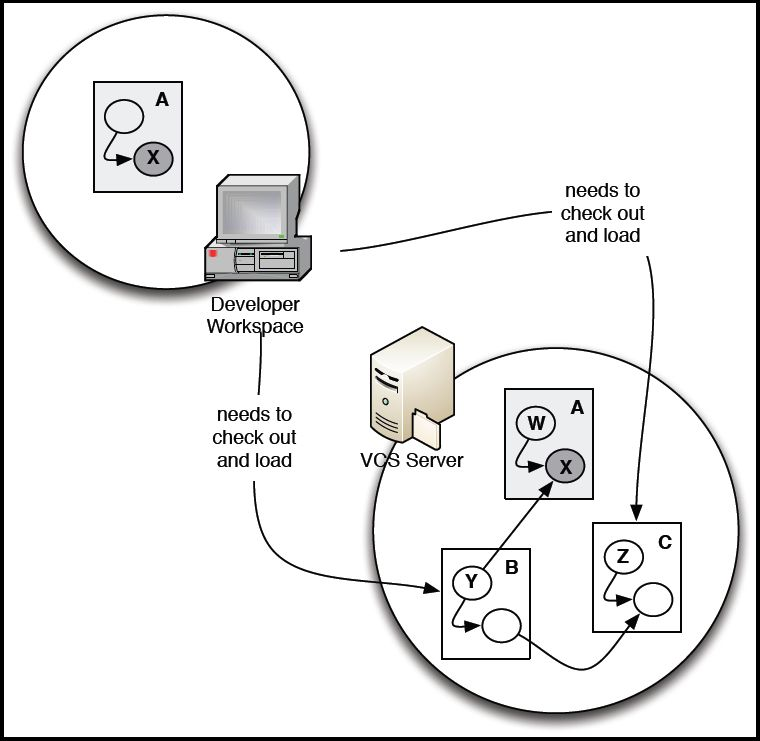 A
X
Developer
Workspace
needs to
check out
and load
needs to
check out
and load
VCS Server
A
W
X
B
Y
C
Z